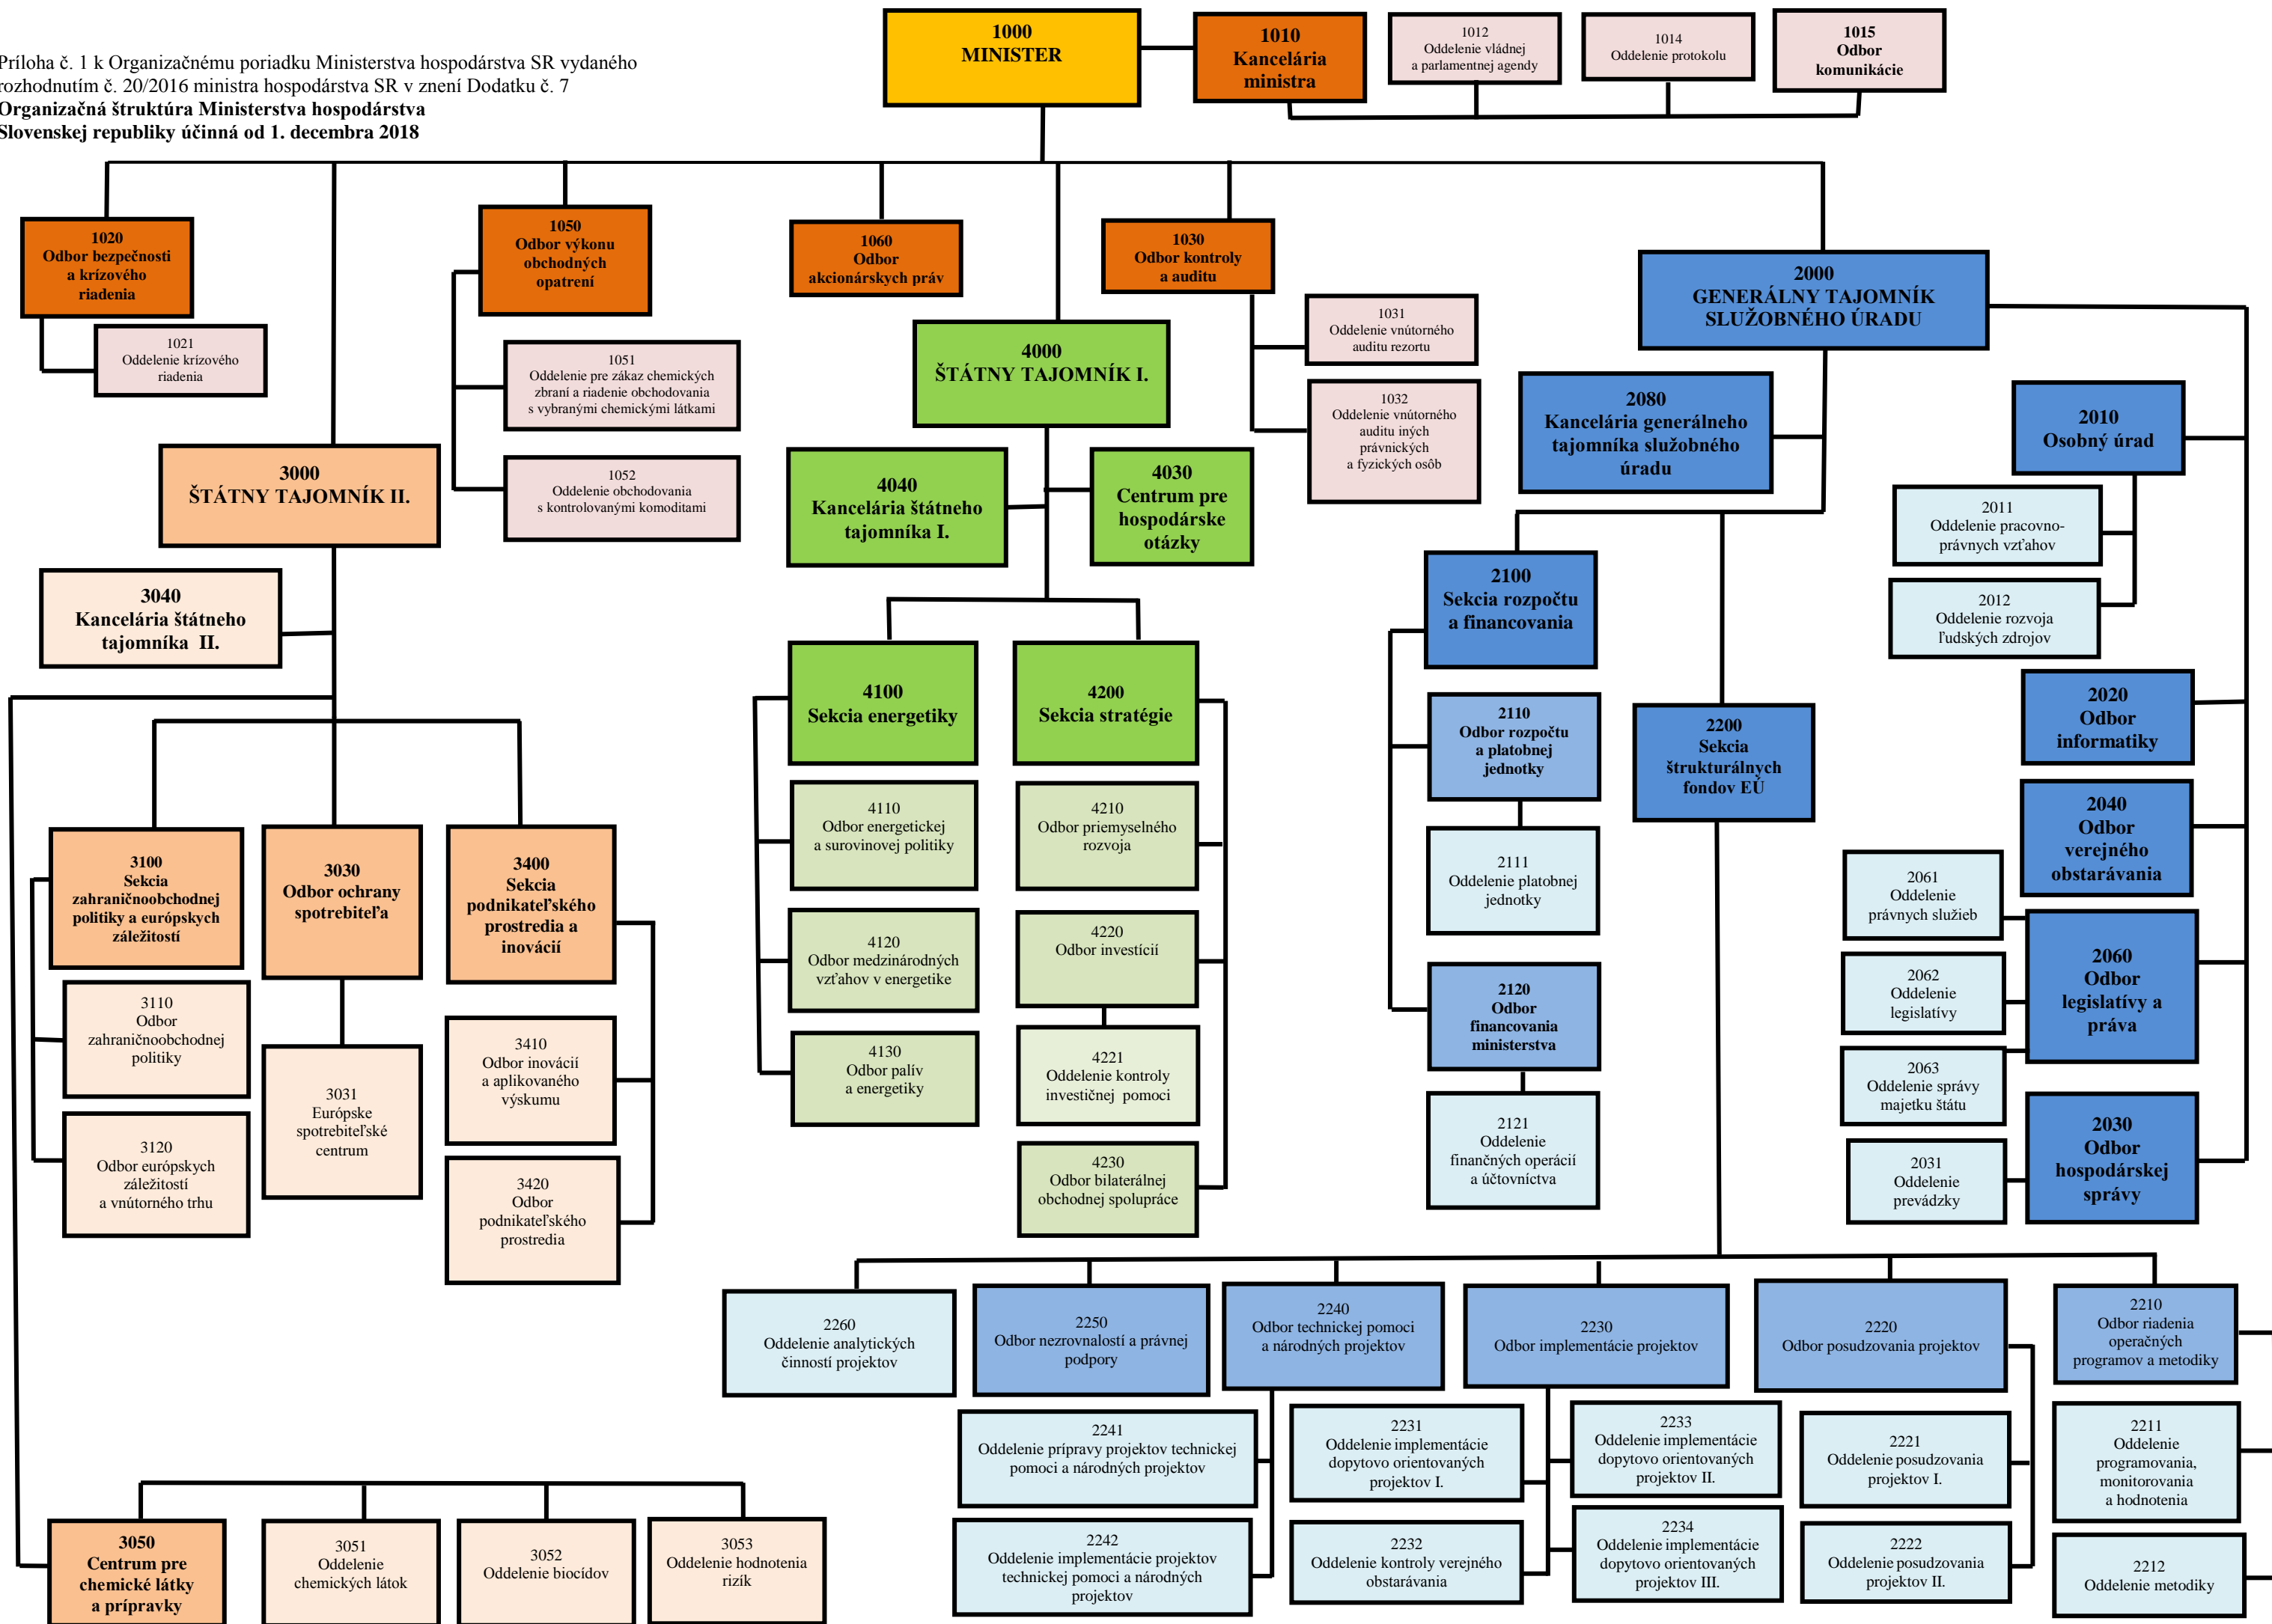 Príloha č. 1 k Organizačnému poriadku Ministerstva hospodárstva SR vydaného
rozhodnutím č. 20/2016 ministra hospodárstva SR v znení Dodatku č. 7
Organizačná štruktúra Ministerstva hospodárstva
Slovenskej republiky účinná od 1. decembra 2018
1000
MINISTER
1010
Kancelária
ministra
1012
Oddelenie vládnej
a parlamentnej agendy
1014
Oddelenie protokolu
1015
Odbor
komunikácie
1020
Odbor bezpečnosti
a krízového
riadenia
1021
Oddelenie krízového
riadenia
1050
Odbor výkonu
obchodných
opatrení
1051
Oddelenie pre zákaz chemických
zbraní a riadenie obchodovania
s vybranými chemickými látkami
1052
Oddelenie obchodovania
s kontrolovanými komoditami
1060
Odbor
akcionárskych práv
1030
Odbor kontroly
a auditu
1031
Oddelenie vnútorného
auditu rezortu
1032
Oddelenie vnútorného
auditu iných
právnických
a fyzických osôb
2000
GENERÁLNY TAJOMNÍK
SLUŽOBNÉHO ÚRADU
2080
Kancelária generálneho
tajomníka služobného
úradu
2010
Osobný úrad
2011
Oddelenie pracovno-
právnych vzťahov
2012
Oddelenie rozvoja
ľudských zdrojov
2020
Odbor
informatiky
2040
Odbor
verejného
obstarávania
2060
Odbor
legislatívy a
práva
2061
Oddelenie
právnych služieb
2062
Oddelenie
legislatívy
2063
Oddelenie správy
majetku štátu
2030
Odbor
hospodárskej
správy
2031
Oddelenie
prevádzky
3000
ŠTÁTNY TAJOMNÍK II.
3040
Kancelária štátneho
tajomníka  II.
3100
Sekcia
zahraničnoobchodnej
politiky a európskych
záležitostí
3110
Odbor
zahraničnoobchodnej
politiky
3120
Odbor európskych
záležitostí
a vnútorného trhu
3030
Odbor ochrany
spotrebiteľa
3031
Európske
spotrebiteľské
centrum
3400
Sekcia
podnikateľského
prostredia a
inovácií
3410
Odbor inovácií
a aplikovaného
výskumu
3420
Odbor
podnikateľského
prostredia
4000
ŠTÁTNY TAJOMNÍK I.
4040
Kancelária štátneho
tajomníka I.
4030
Centrum pre
hospodárske
otázky
4100
Sekcia energetiky
4110
Odbor energetickej
a surovinovej politiky
4120
Odbor medzinárodných
vzťahov v energetike
4130
Odbor palív
a energetiky
4200
Sekcia stratégie
4210
Odbor priemyselného
rozvoja
4220
Odbor investícií
4221
Oddelenie kontroly
investičnej  pomoci
4230
Odbor bilaterálnej
obchodnej spolupráce
2100
Sekcia rozpočtu
a financovania
2110
Odbor rozpočtu
a platobnej
jednotky
2111
Oddelenie platobnej
jednotky
2120
Odbor
financovania
ministerstva
2121
Oddelenie
finančných operácií
a účtovníctva
2200
Sekcia
štrukturálnych
fondov EÚ
2260
Oddelenie analytických
činností projektov
2250
Odbor nezrovnalostí a právnej
podpory
2240
Odbor technickej pomoci
a národných projektov
2241
Oddelenie prípravy projektov technickej
pomoci a národných projektov
2242
Oddelenie implementácie projektov
technickej pomoci a národných
projektov
2230
Odbor implementácie projektov
2231
Oddelenie implementácie
dopytovo orientovaných
projektov I.
2232
Oddelenie kontroly verejného
obstarávania
2233
Oddelenie implementácie
dopytovo orientovaných
projektov II.
2234
Oddelenie implementácie
dopytovo orientovaných
projektov III.
2220
Odbor posudzovania projektov
2221
Oddelenie posudzovania
projektov I.
2222
Oddelenie posudzovania
projektov II.
2210
Odbor riadenia
operačných
programov a metodiky
2211
Oddelenie
programovania,
monitorovania
a hodnotenia
2212
Oddelenie metodiky
3050
Centrum pre
chemické látky
a prípravky
3051
Oddelenie
chemických látok
3052
Oddelenie biocídov
3053
Oddelenie hodnotenia
rizík